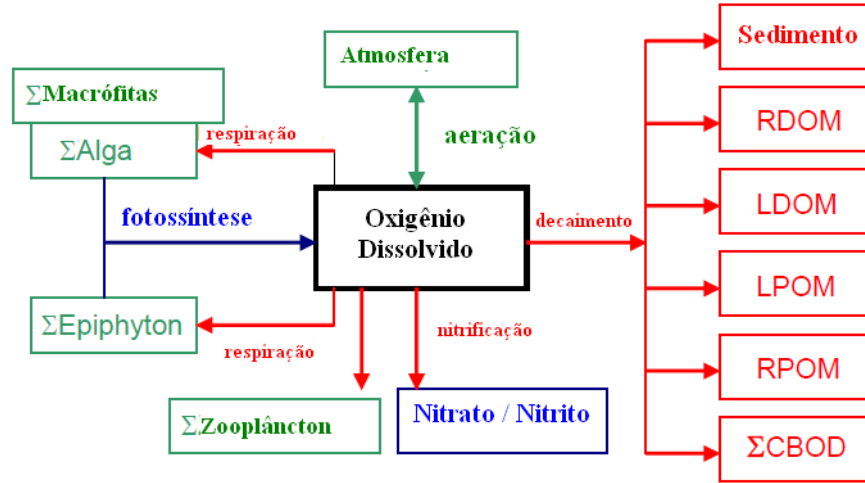 Sedimento
Atmosfera
ΣMacrófitas
respiração
RDOM
ΣAlga
aeração
fotossíntese
Oxigênio
Dissolvido
decaimento
LDOM
LPOM
ΣEpiphyton
respiração
nitrificação
RPOM
ΣZooplâncton
Nitrato / Nitrito
ΣCBOD